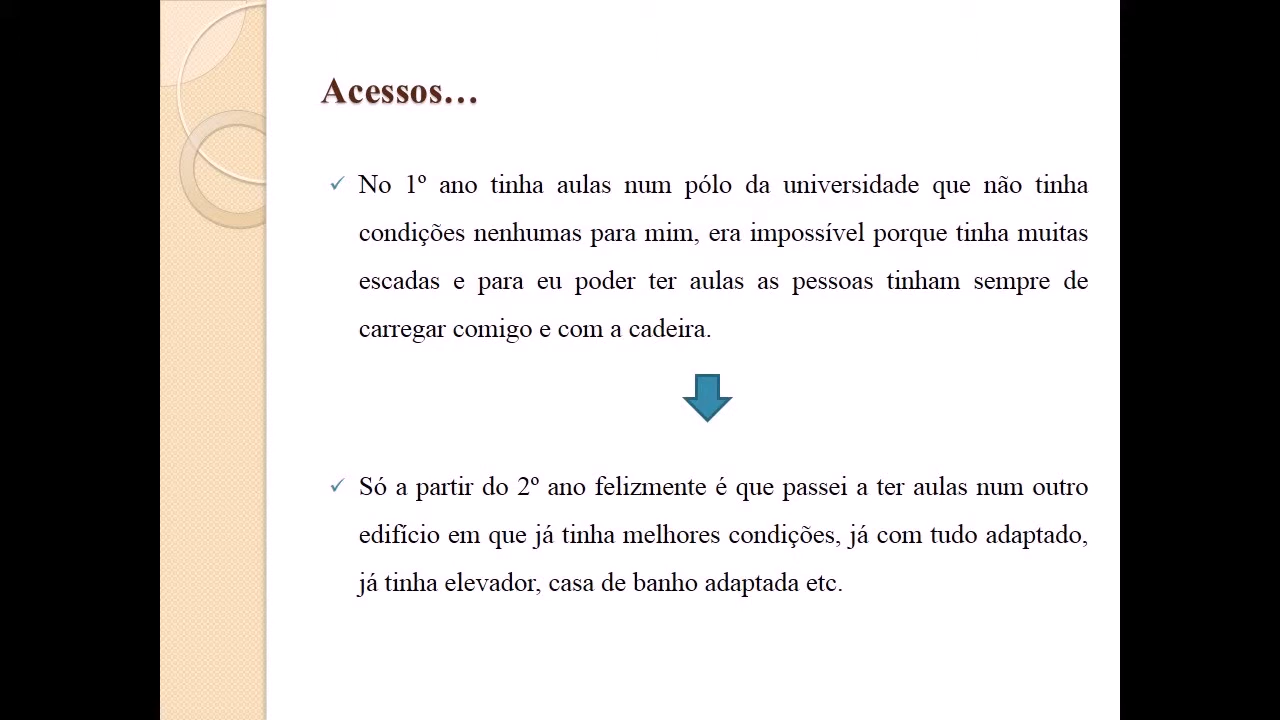 Acessos…
No 1º ano tinha aulas num pólo da universidade que não tinha
condições nenhumas para mim, era impossível porque tinha muitas
escadas e para eu poder ter aulas as pessoas tinham sempre de
carregar comigo e com a cadeira.
Só a partir do 2º ano felizmente é que passei a ter aulas num outro
edifício em que já tinha melhores condições, já com tudo adaptado,
já tinha elevador, casa de banho adaptada etc.